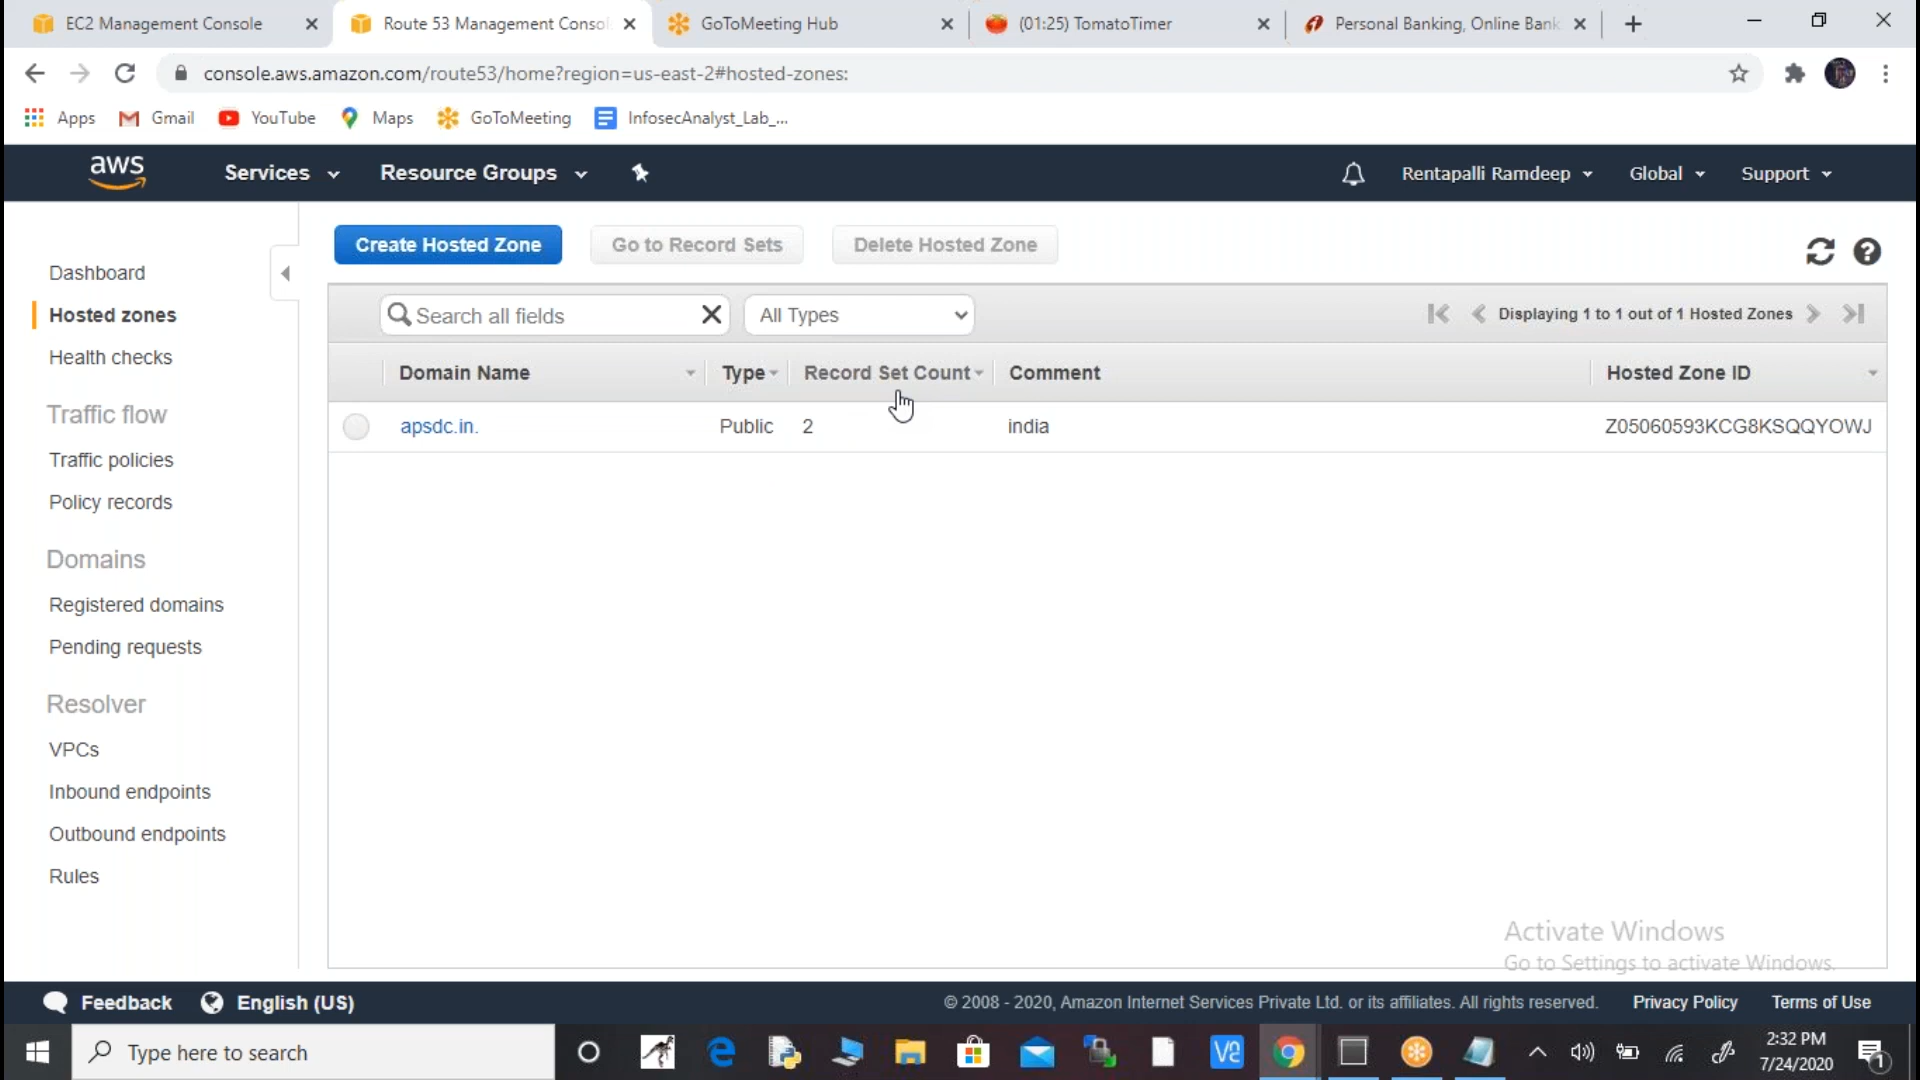 EC2 Management Console
Route 53 Management Consol
GoToMeeting Hub
(01:25) TomatoTimer
Personal Banking, Online Bank
console.aws.amazon.com/route53/home?region=us-east-2#hosted-zones:
Apps
Gmail
YouTube
Maps
GoToMeeting
InfosecAnalyst_Lab_...
aws
Services
Resource Groups
Rentapalli Ramdeep
Global
Support
Create Hosted Zone
Go to Record Sets
Delete Hosted Zone
Dashboard
Hosted zones
Health checks
Traffic flow
Traffic policies
Policy records
Domains
Registered domains
Pending requests
Resolver
VPCs
Inbound endpoints
Outbound endpoints
Rules
Search all fields
All Types
Displaying 1 to 1 out of 1 Hosted Zones
Domain Name
Type
Record Set Count
Comment
Hosted Zone ID
apsdc.in.
Public
2
india
Z05060593KCG8KSQQYOWJ
Activate Windows
Go to Settings to activate Windows.
Feedback
English (US)
© 2008 - 2020, Amazon Internet Services Private Ltd. or its affiliates. All rights reserved.
Privacy Policy
Terms of Use
Type here to search
2:32 PM
7/24/2020
1